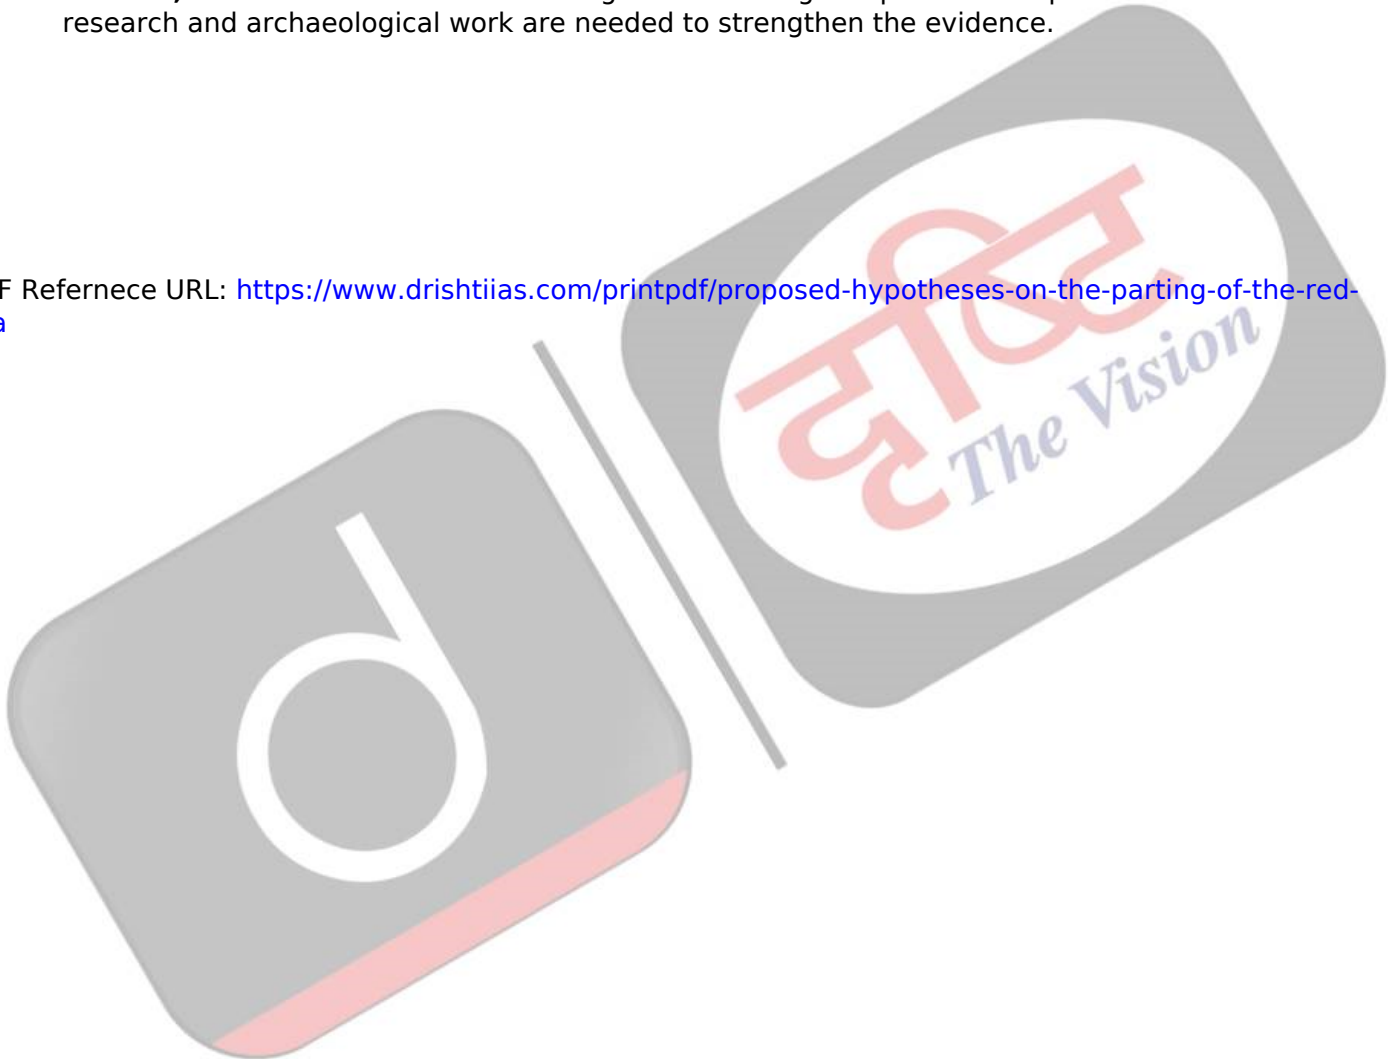 research and archaeological work are needed to strengthen the evidence.
F Refernece URL: https://www.drishtiias.com/printpdf/proposed-hypotheses-on-the-parting-of-the-red-
a
दृष्टि
The Vision
d